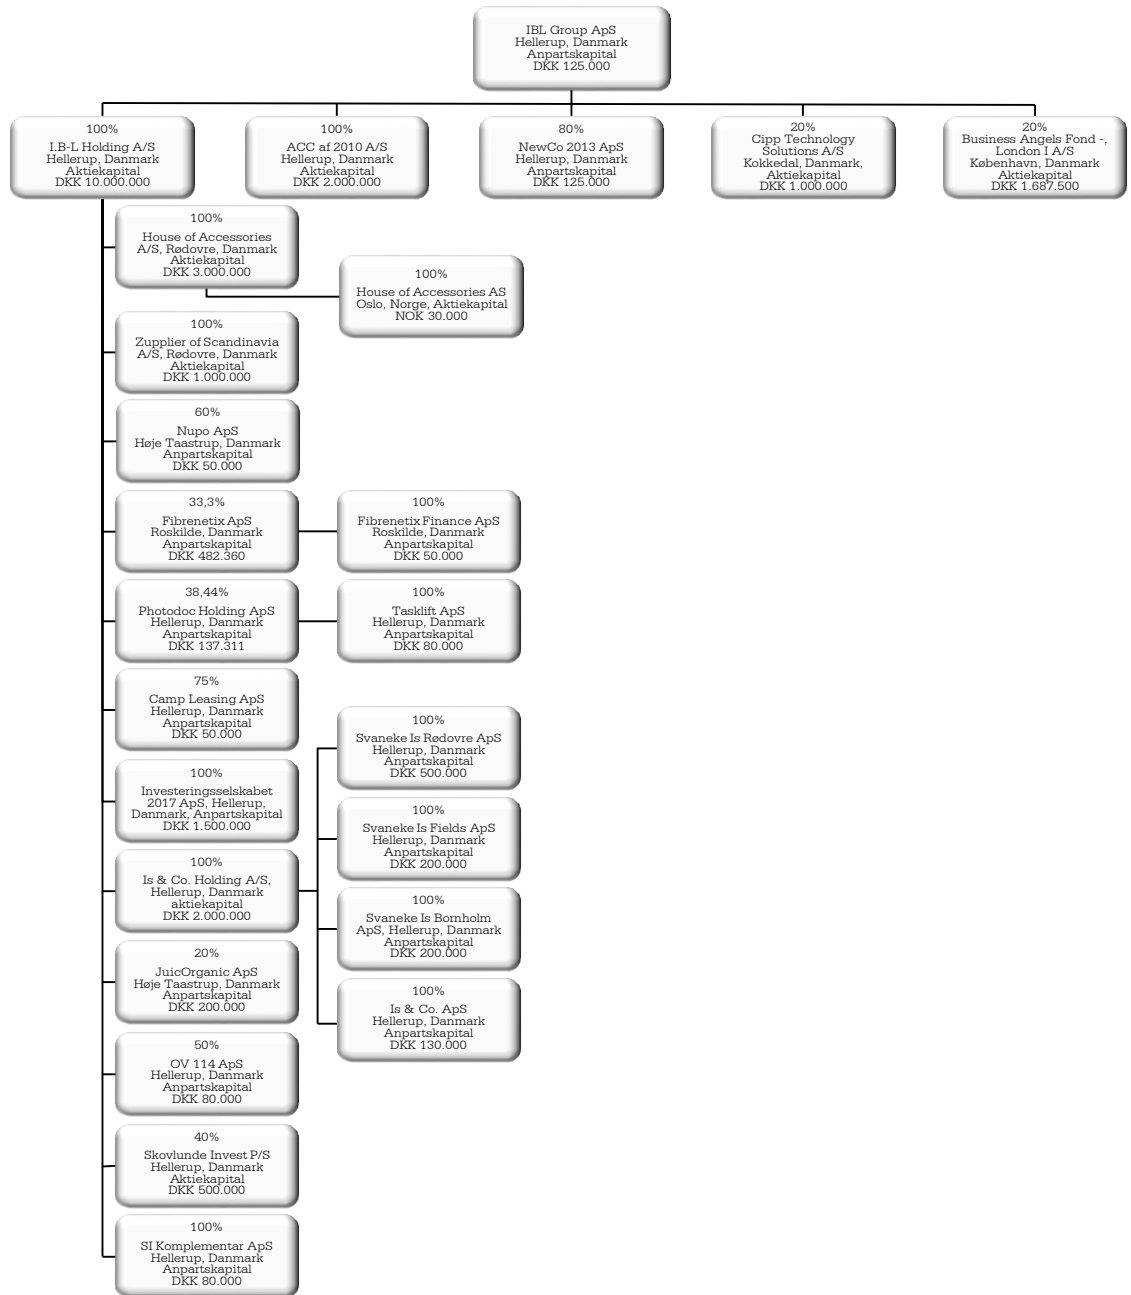 IBL Group ApS
Hellerup, Danmark
Anpartskapital
DKK 125.000
100%
I.B-L Holding A/S
Hellerup, Danmark
Aktiekapital
DKK 10.000.000
100%
ACC af 2010 A/S
Hellerup, Danmark
Aktiekapital
DKK 2.000.000
80%
NewCo 2013 ApS
Hellerup, Danmark
Anpartskapital
DKK 125.000
20%
Cipp Technology
Solutions A/S
Kokkedal, Danmark,
Aktiekapital
DKK 1.000.000
20%
Business Angels Fond -,
London I A/S
København, Danmark
Aktiekapital
DKK 1.687.500
100%
House of Accessories
A/S, Rødovre, Danmark
Aktiekapital
DKK 3.000.000
100%
House of Accessories AS
Oslo, Norge, Aktiekapital
NOK 30.000
100%
Zupplier of Scandinavia
A/S, Rødovre, Danmark
Aktiekapital
DKK 1.000.000
60%
Nupo ApS
Høje Taastrup, Danmark
Anpartskapital
DKK 50.000
33,3%
Fibrenetix ApS
Roskilde, Danmark
Anpartskapital
DKK 482.360
100%
Fibrenetix Finance ApS
Roskilde, Danmark
Anpartskapital
DKK 50.000
38,44%
Photodoc Holding ApS
Hellerup, Danmark
Anpartskapital
DKK 137.311
100%
Tasklift ApS
Hellerup, Danmark
Anpartskapital
DKK 80.000
75%
Camp Leasing ApS
Hellerup, Danmark
Anpartskapital
DKK 50.000
100%
Investeringsselskabet
2017 ApS, Hellerup,
Danmark, Anpartskapital
DKK 1.500.000
100%
Is & Co. Holding A/S,
Hellerup, Danmark
aktiekapital
DKK 2.000.000
100%
Svaneke Is Rødovre ApS
Hellerup, Danmark
Anpartskapital
DKK 500.000
100%
Svaneke Is Fields ApS
Hellerup, Danmark
Anpartskapital
DKK 200.000
100%
Svaneke Is Bornholm
ApS, Hellerup, Danmark
Anpartskapital
DKK 200.000
100%
Is & Co. ApS
Hellerup, Danmark
Anpartskapital
DKK 130.000
20%
JuicOrganic ApS
Høje Taastrup, Danmark
Anpartskapital
DKK 200.000
50%
OV 114 ApS
Hellerup, Danmark
Anpartskapital
DKK 80.000
40%
Skovlunde Invest P/S
Hellerup, Danmark
Aktiekapital
DKK 500.000
100%
SI Komplementar ApS
Hellerup, Danmark
Anpartskapital
DKK 80.000